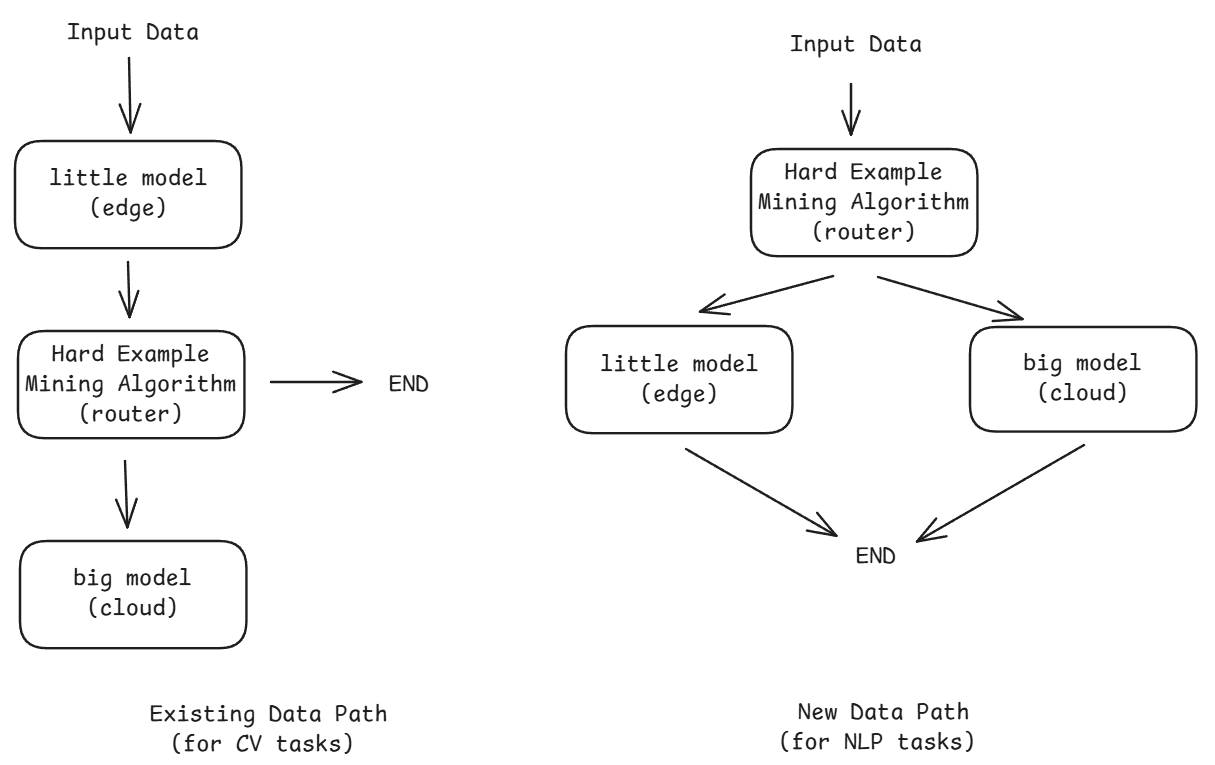 Input Data
little model
(edge)
Hard Example
Mining Algorithm
(router)
END
big model
(cloud)
Existing Data Path
(for CV tasks)
Input Data
Hard Example
Mining Algorithm
(router)
little model
(edge)
big model
(cloud)
END
New Data Path
(for NLP tasks)